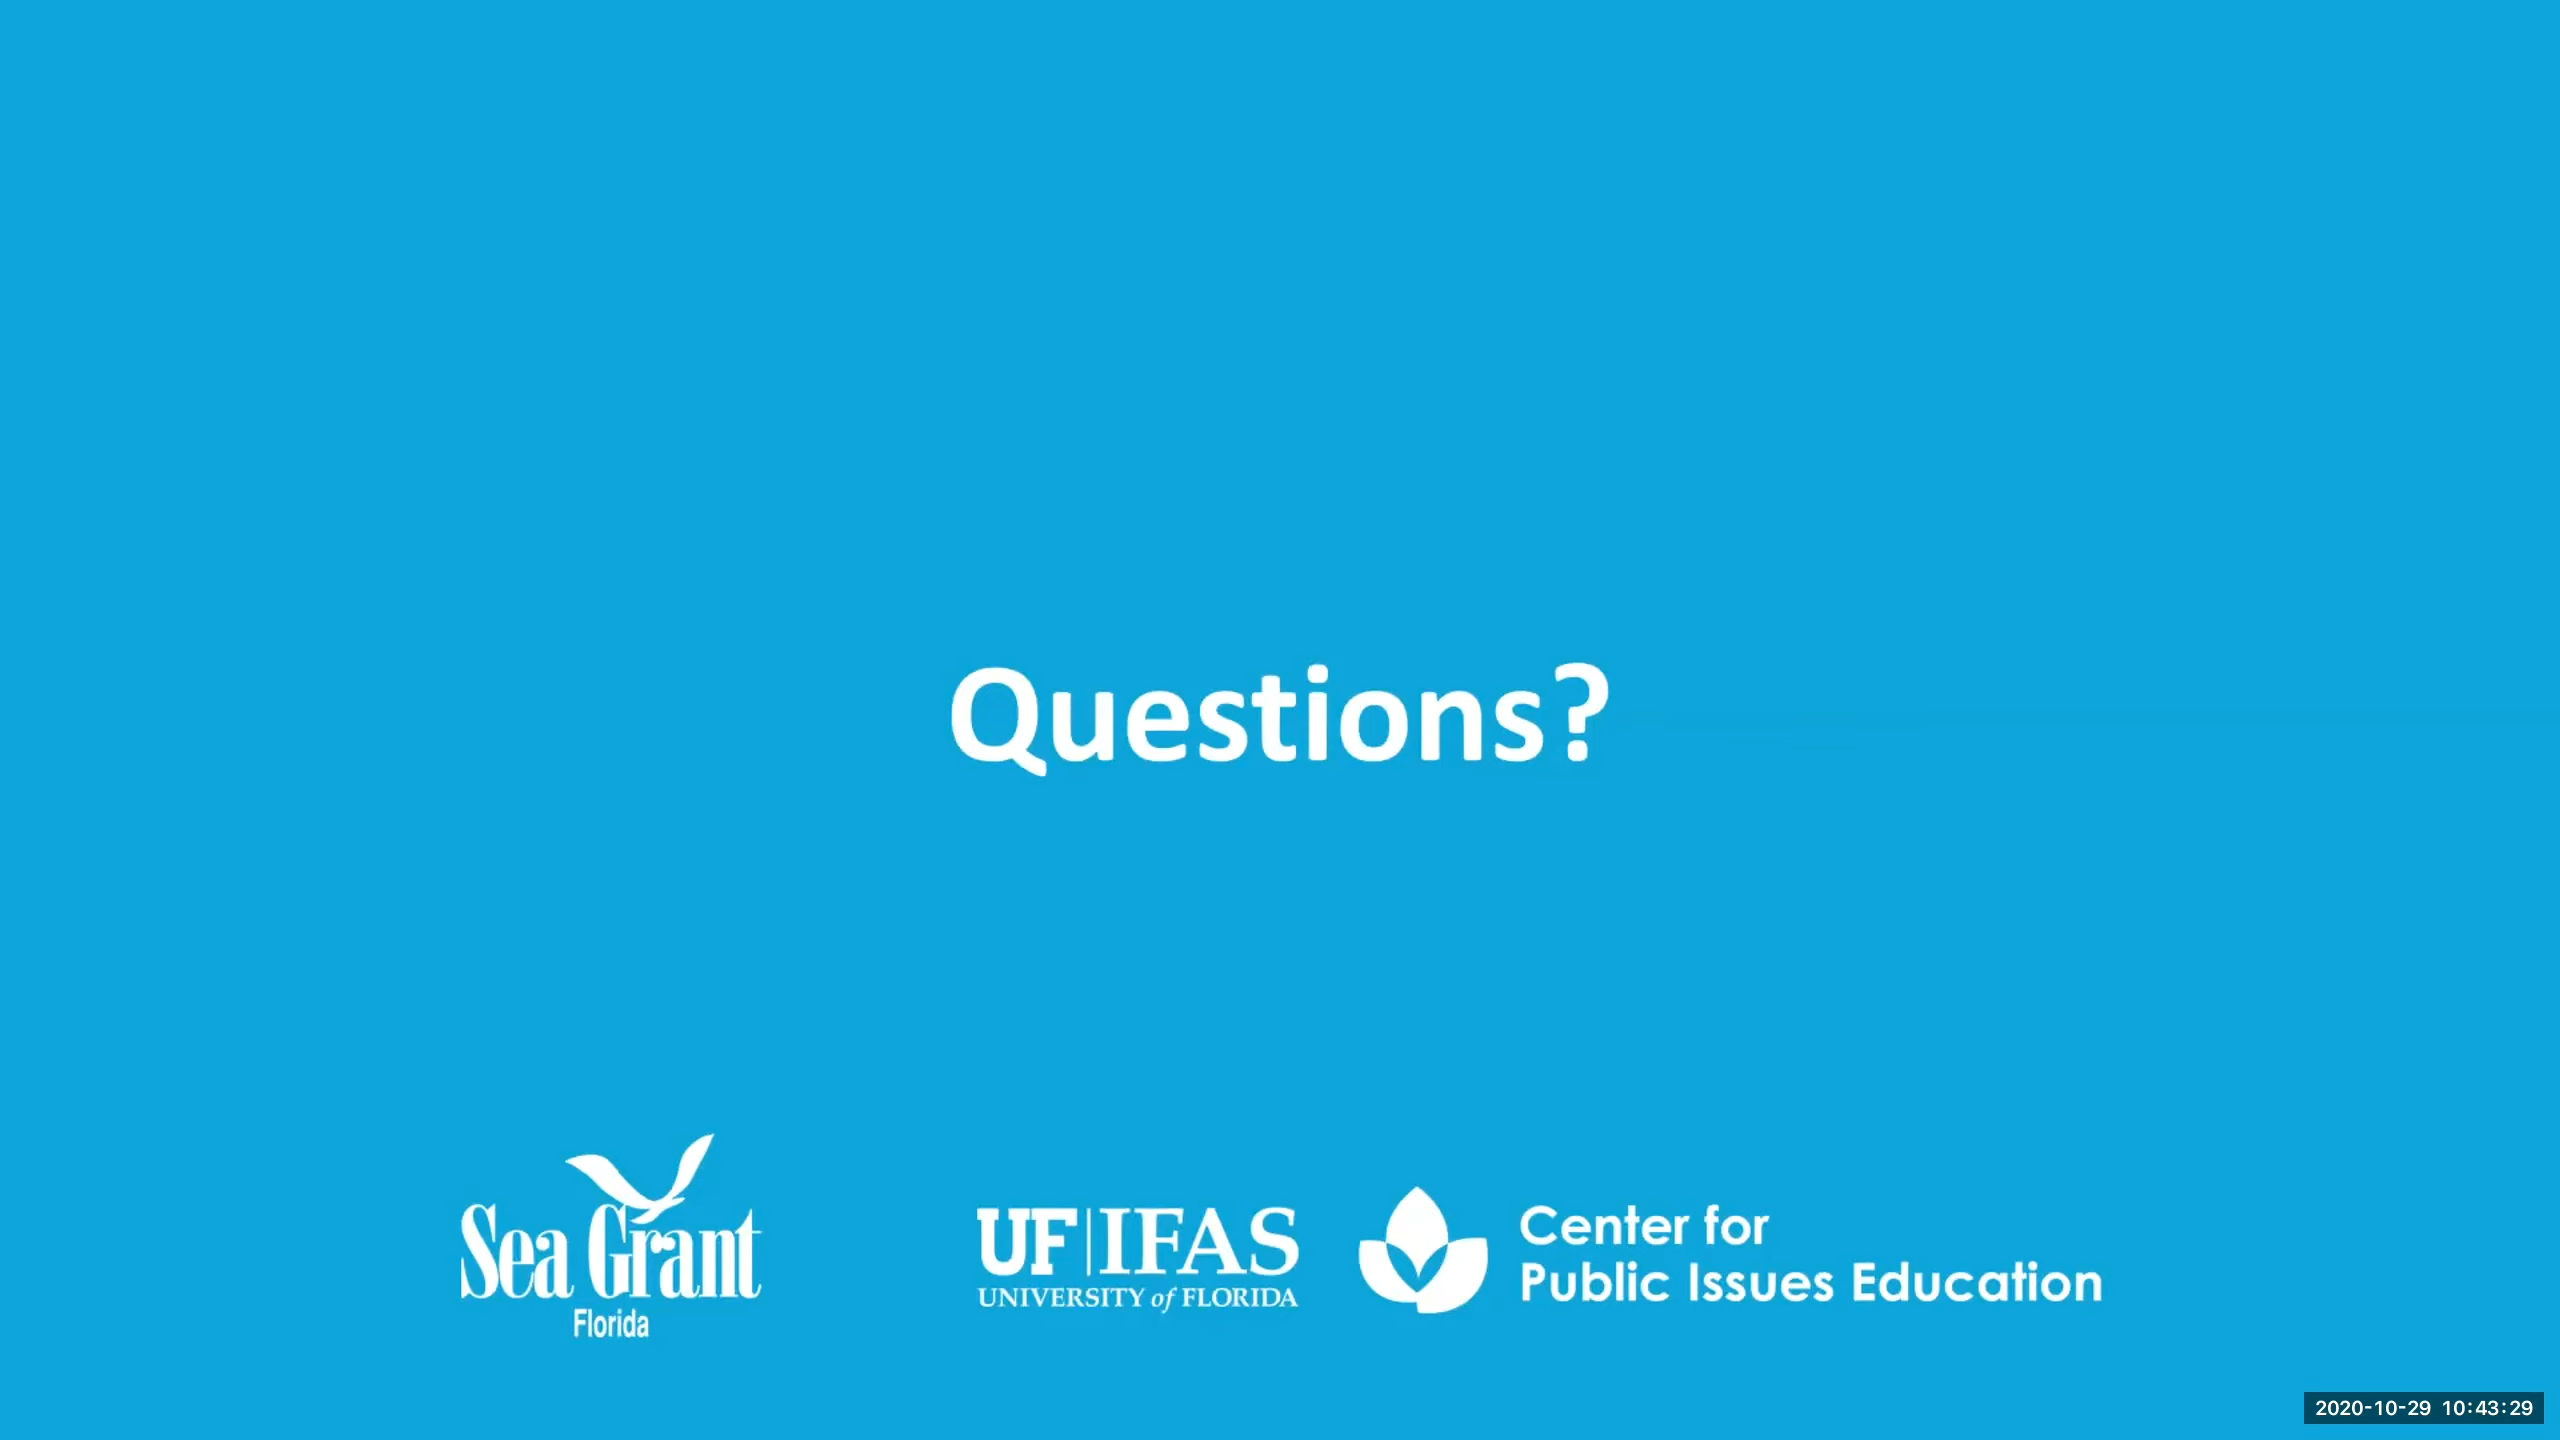 Questions?
Sea Grant
Florida
UF|IFAS
UNIVERSITY of FLORIDA
Center for
Public Issues Education
2020-10-29 10:43:29